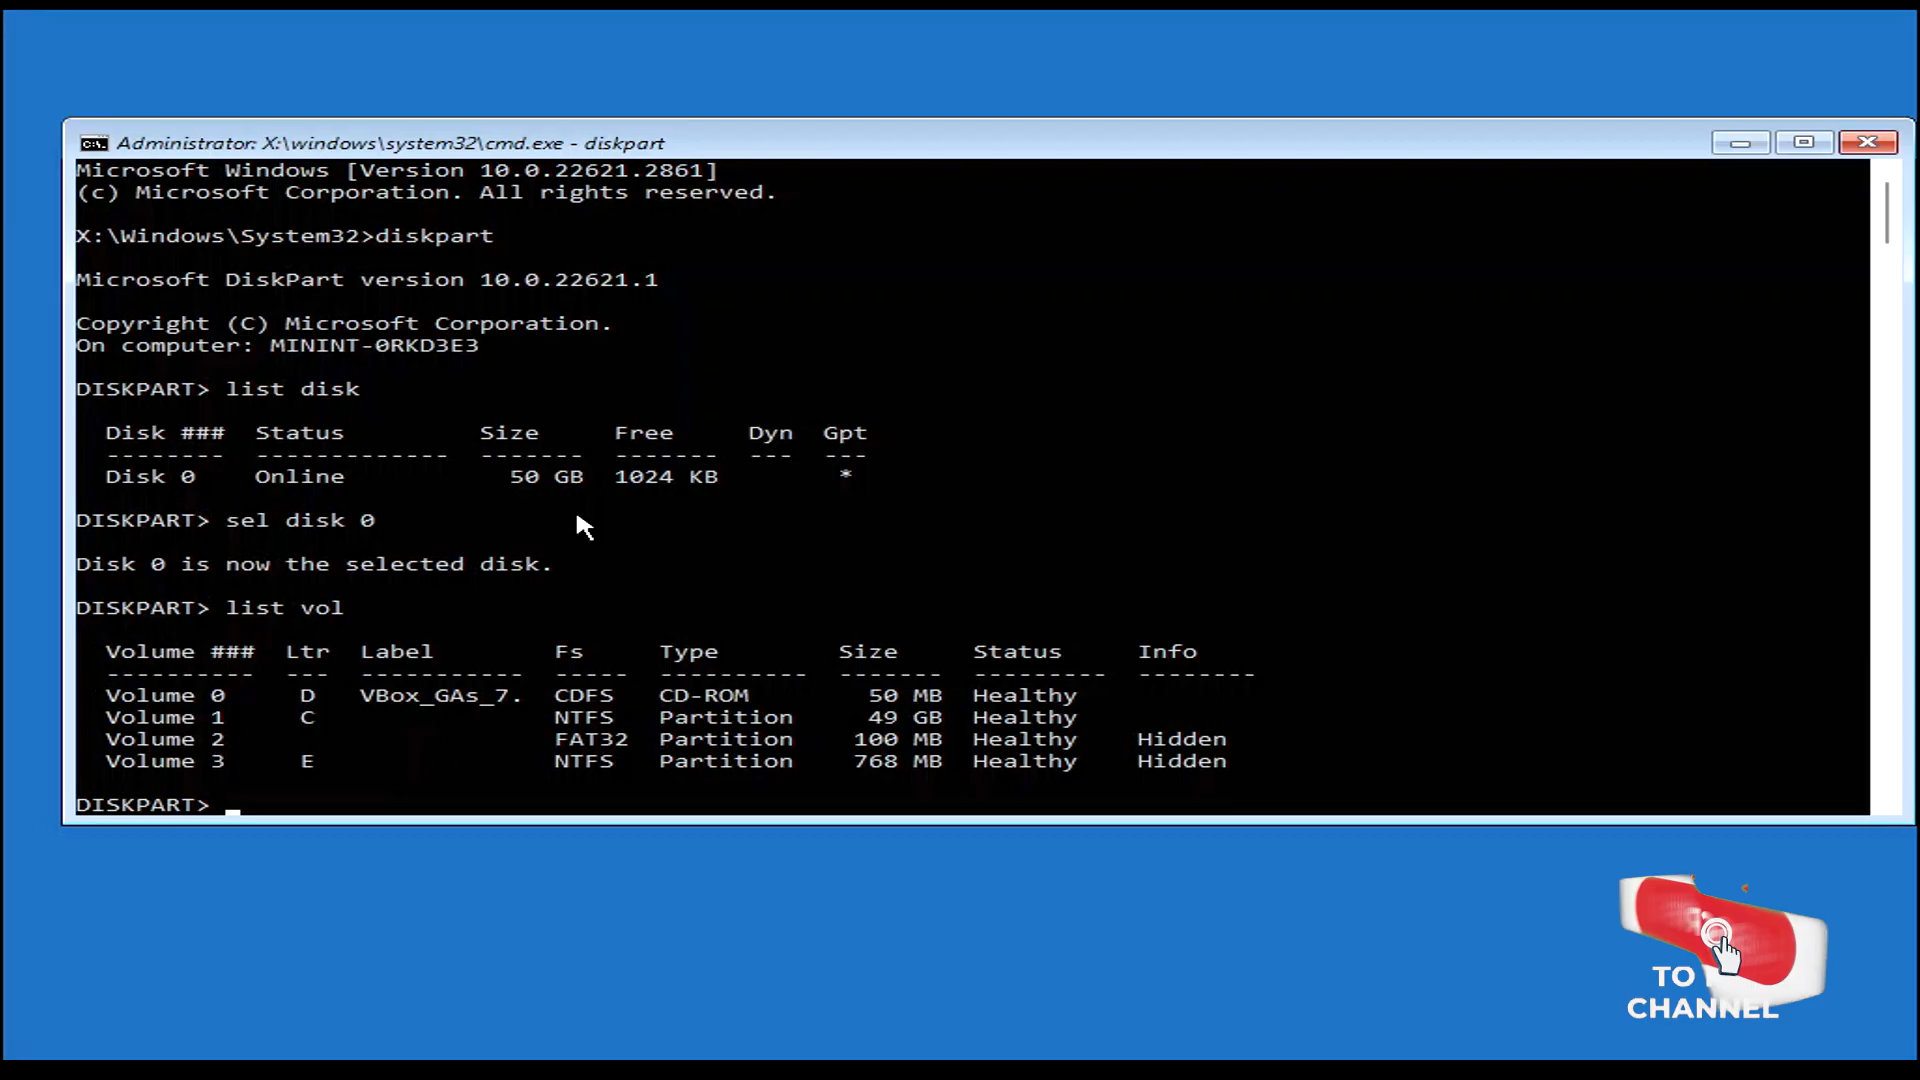 Administrator: X:\windows\system32\cmd.exe - diskpart
Microsoft Windows [Version 10.0.22621.2861]
(c) Microsoft Corporation. All rights reserved.
X:\Windows\System32>diskpart
Microsoft DiskPart version 10.0.22621.1
Copyright (C) Microsoft Corporation.
On computer: MININT-0RKD3E3
DISKPART> list disk
Disk ###  Status         Size     Free     Dyn  Gpt
--------  -------------  -------  -------  ---  ---
Disk 0    Online           50 GB  1024 KB        *
DISKPART> sel disk 0
Disk 0 is now the selected disk.
DISKPART> list vol
Volume ###  Ltr  Label        Fs     Type        Size     Status     Info
----------  ---  -----------  -----  ----------  -------  ---------  --------
Volume 0     D   VBox_GAs_7.  CDFS   CD-ROM        50 MB  Healthy
Volume 1     C                NTFS   Partition     49 GB  Healthy
Volume 2                      FAT32  Partition    100 MB  Healthy    Hidden
Volume 3     E                NTFS   Partition    768 MB  Healthy    Hidden
DISKPART>
TO
CHANNEL